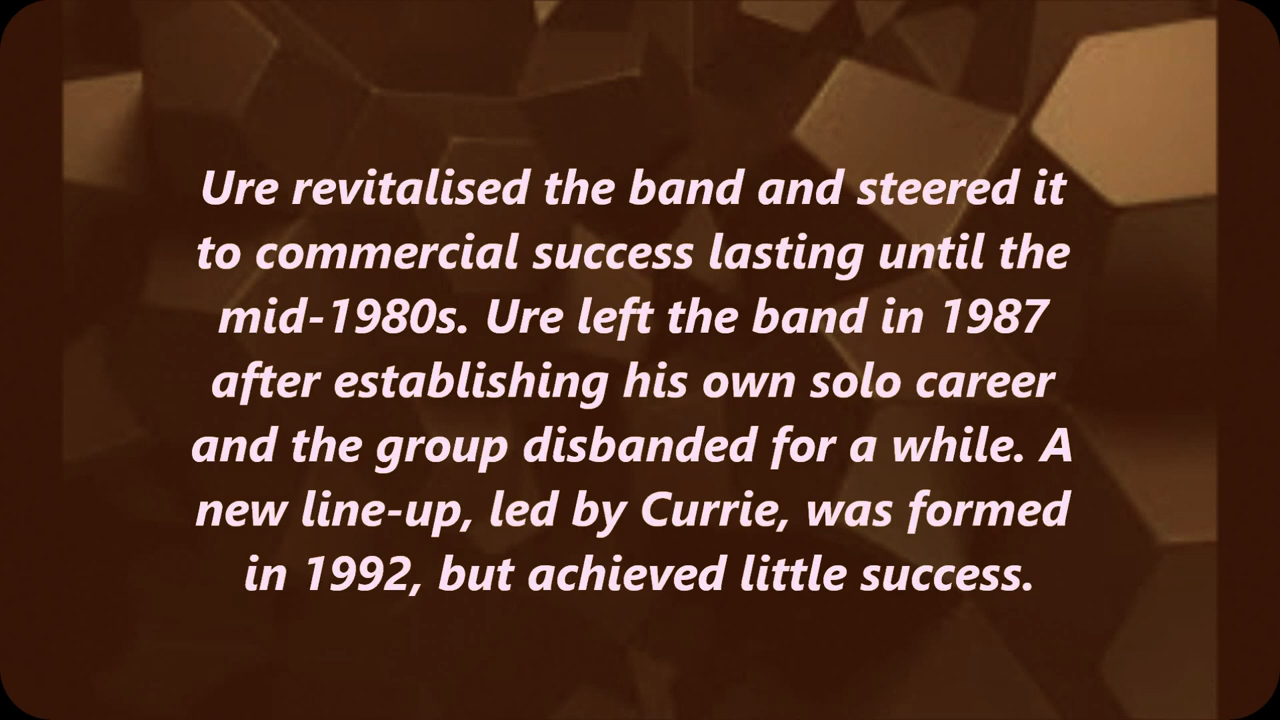 Ure revitalised the band and steered it
to commercial success lasting until the
mid-1980s. Ure left the band in 1987
after establishing his own solo career
and the group disbanded for a while. A
new line-up, led by Currie, was formed
in 1992, but achieved little success.